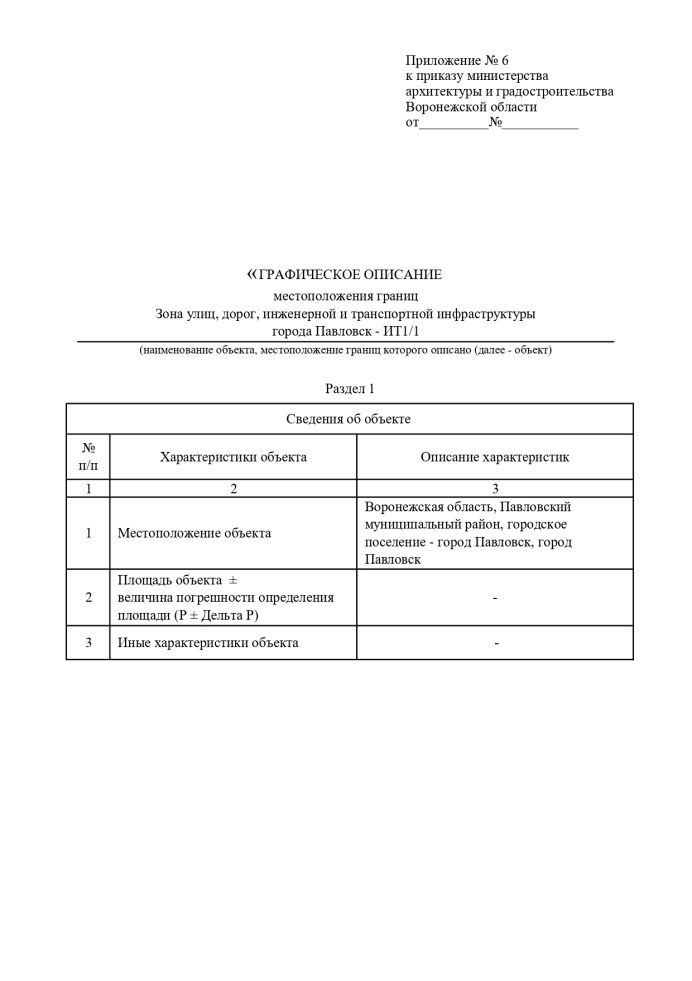 Приложение № 6
к приказу министерства
архитектуры и градостроительства
Воронежской области
от__________№___________
«ГРАФИЧЕСКОЕ ОПИСАНИЕ
местоположения границ
Зона улиц, дорог, инженерной и транспортной инфраструктуры
города Павловск - ИТ1/1
(наименование объекта, местоположение границ которого описано (далее - объект)
Раздел 1
Сведения об объекте
№
п/п
Характеристики объекта
Описание характеристик
1
2
3
1
Местоположение объекта
Воронежская область, Павловский
муниципальный район, городское
поселение - город Павловск, город
Павловск
2
Площадь объекта ±
величина погрешности определения
площади (Р ± Дельта Р)
-
3
Иные характеристики объекта
-